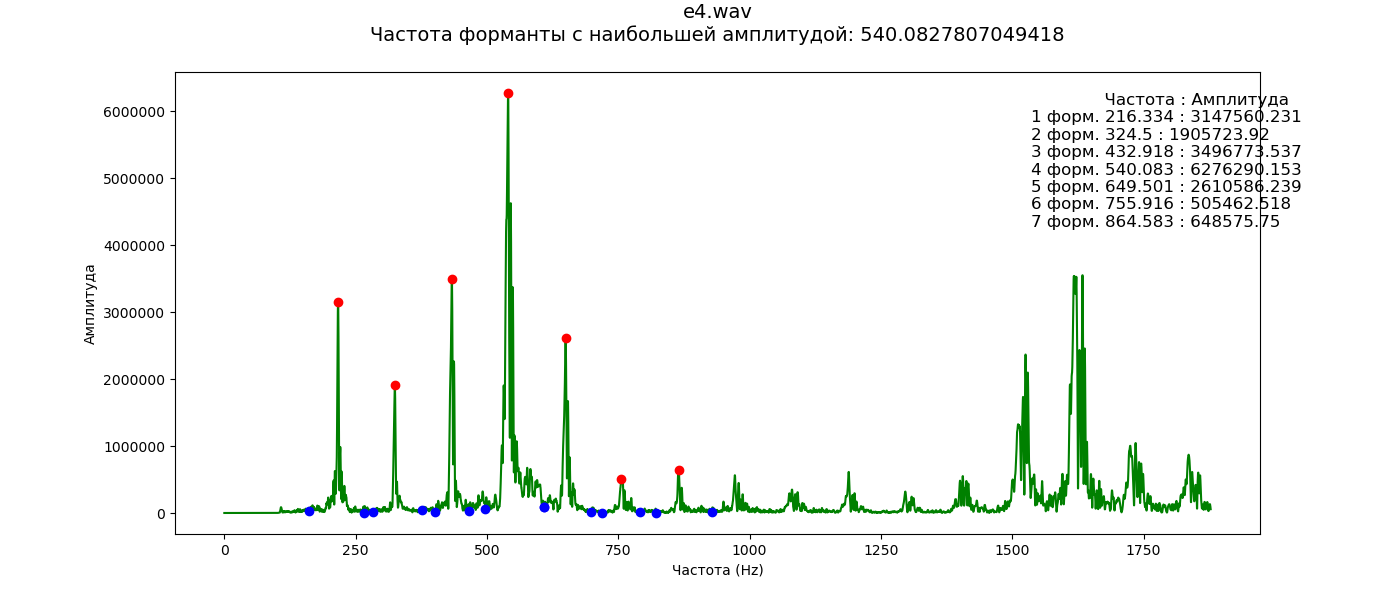 e4.wav
Частота форманты с наибольшей амплитудой: 540.0827807049418
Частота : Амплитуда
1 форм. 216.334 : 3147560.231
2 форм. 324.5 : 1905723.92
3 форм. 432.918 : 3496773.537
4 форм. 540.083 : 6276290.153
5 форм. 649.501 : 2610586.239
6 форм. 755.916 : 505462.518
7 форм. 864.583 : 648575.75
6000000
5000000
4000000
3000000
2000000
1000000
0
Амплитуда
0 250 500 750 1000 1250 1500 1750
Частота (Hz)